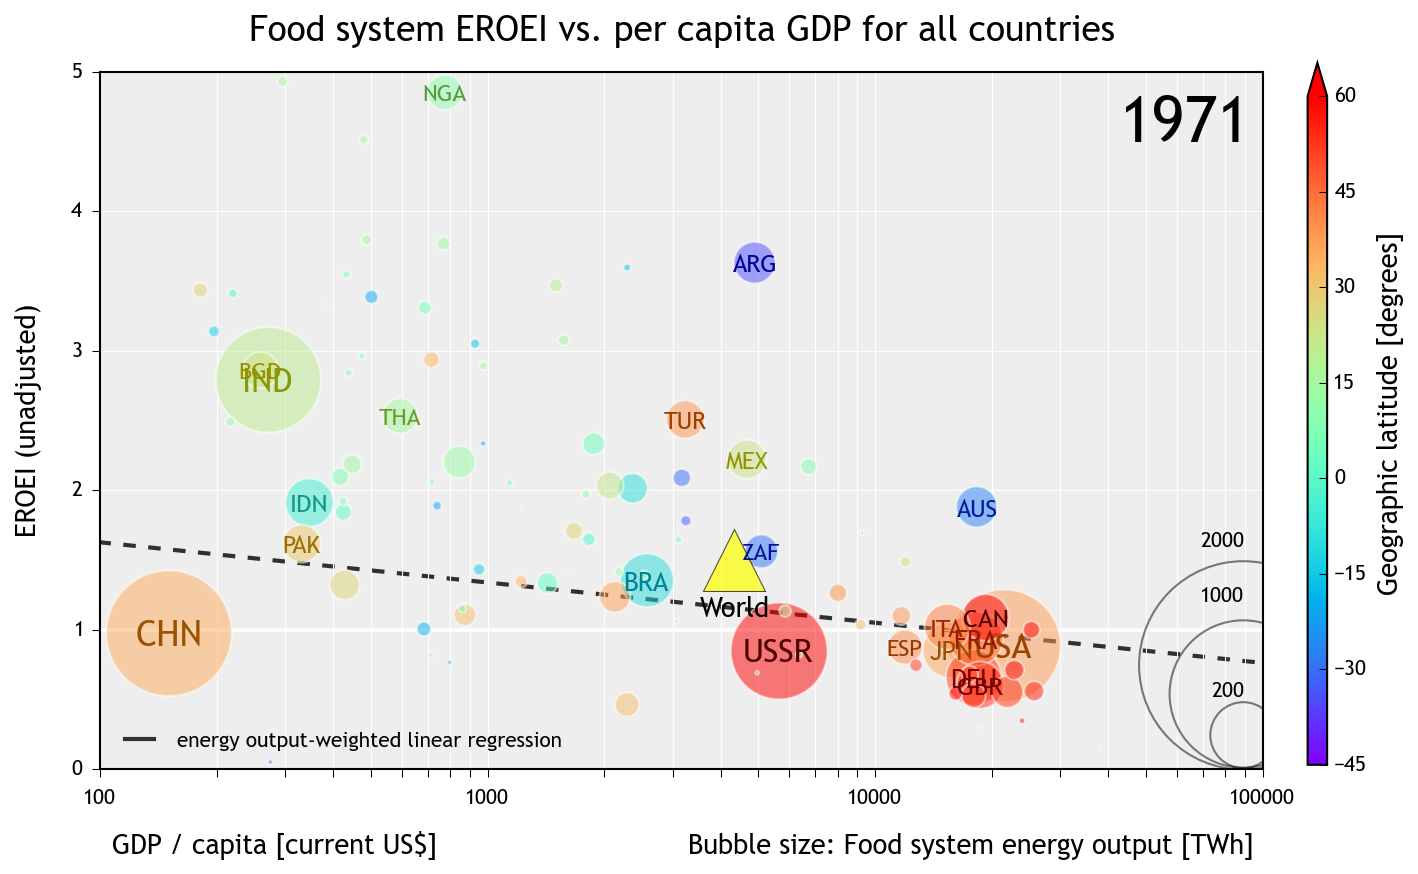 Food system EROEI vs. per capita GDP for all countries
1971
EROEI (unadjusted)
5
4
3
2
1
0
NGA
ARG
BGD
IND
THA
TUR
MEX
IDN
AUS
PAK
ZAF
BRA
World
CHN
USSR
CAN
ITA
FRA
ESP
JPN
USA
DEU
GBR
2000
1000
200
energy output-weighted linear regression
100
1000
10000
100000
GDP / capita [current US$]
Bubble size: Food system energy output [TWh]
60
45
30
15
0
−15
−30
−45
Geographic latitude [degrees]